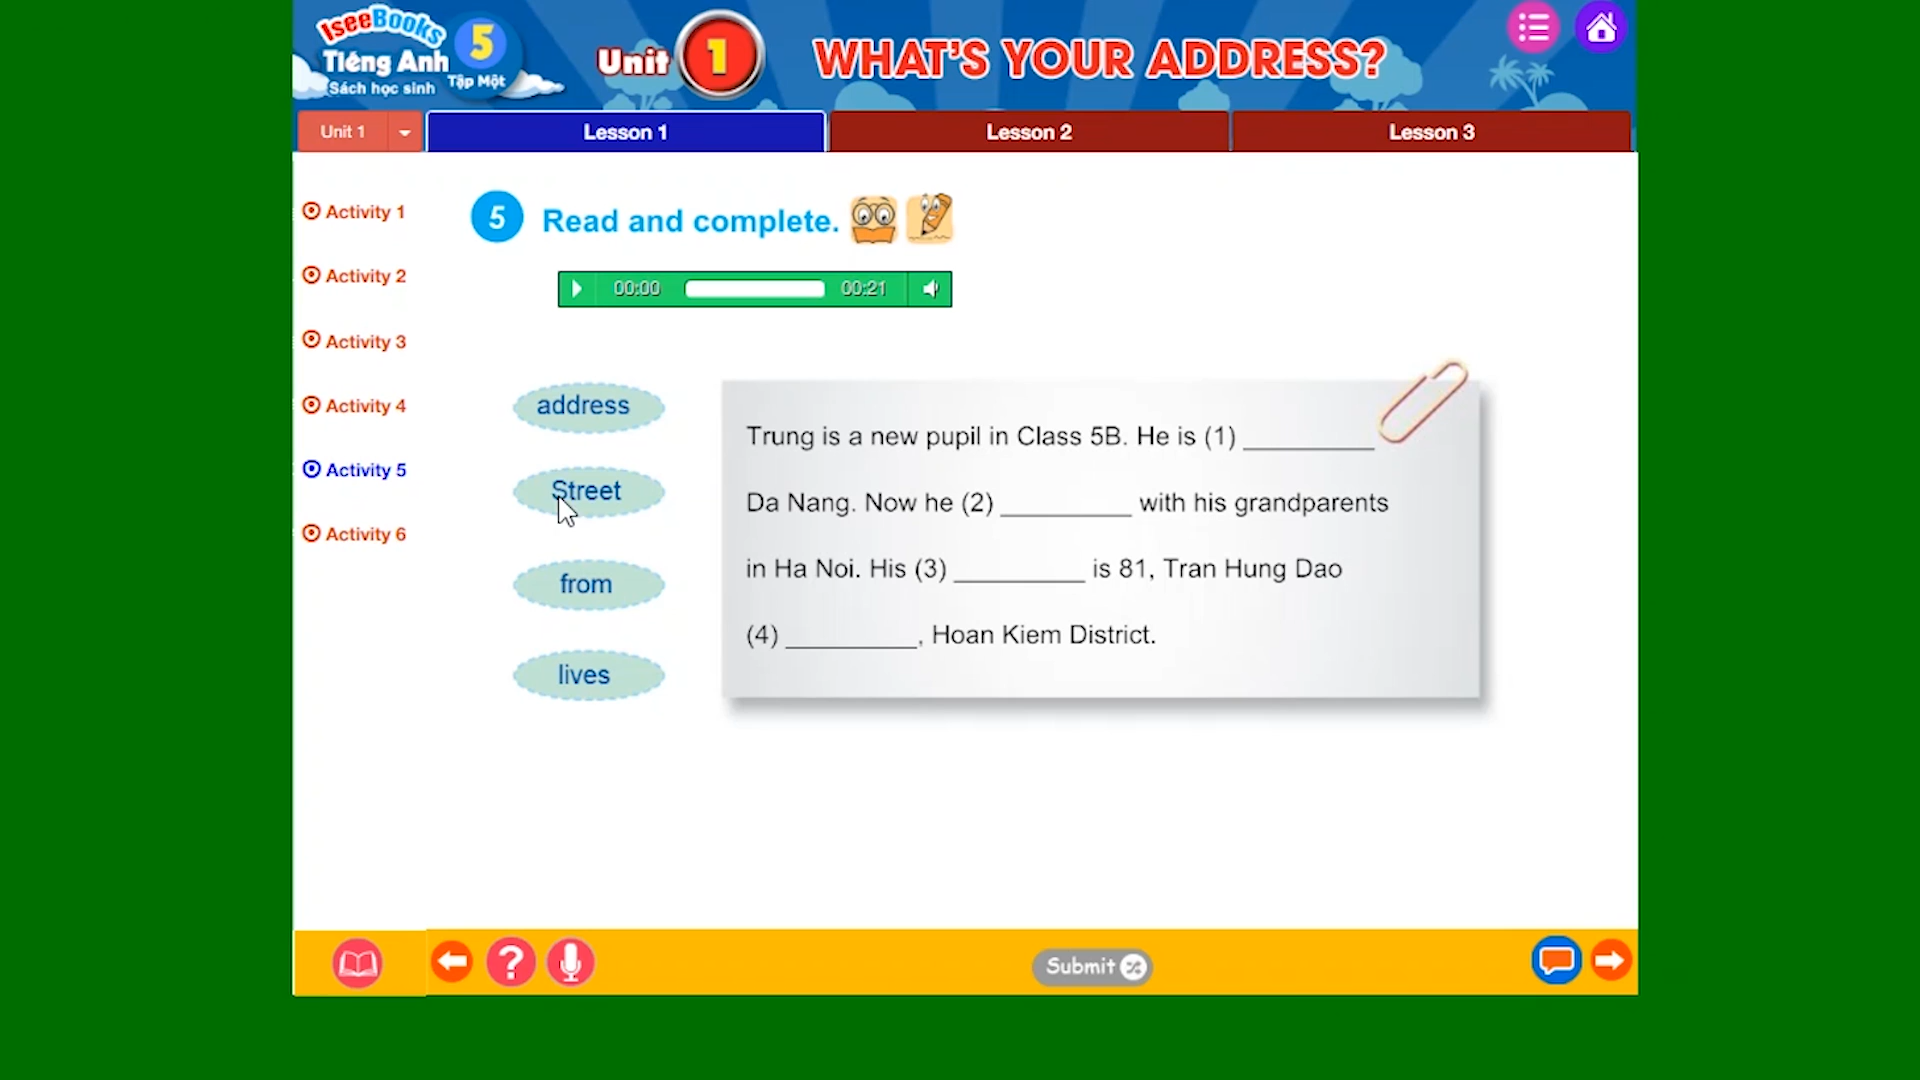 IseeBooks
Tiếng Anh 5
Sách học sinh Tập Một
Unit 1 WHAT'S YOUR ADDRESS?
Unit 1 Lesson 1 Lesson 2 Lesson 3
Activity 1
Activity 2
Activity 3
Activity 4
Activity 5
Activity 6
5 Read and complete.
00:00 00:21
address
Street
from
lives
Trung is a new pupil in Class 5B. He is (1) __________
Da Nang. Now he (2) __________ with his grandparents
in Ha Noi. His (3) __________ is 81, Tran Hung Dao
(4) __________, Hoan Kiem District.
?
Submit